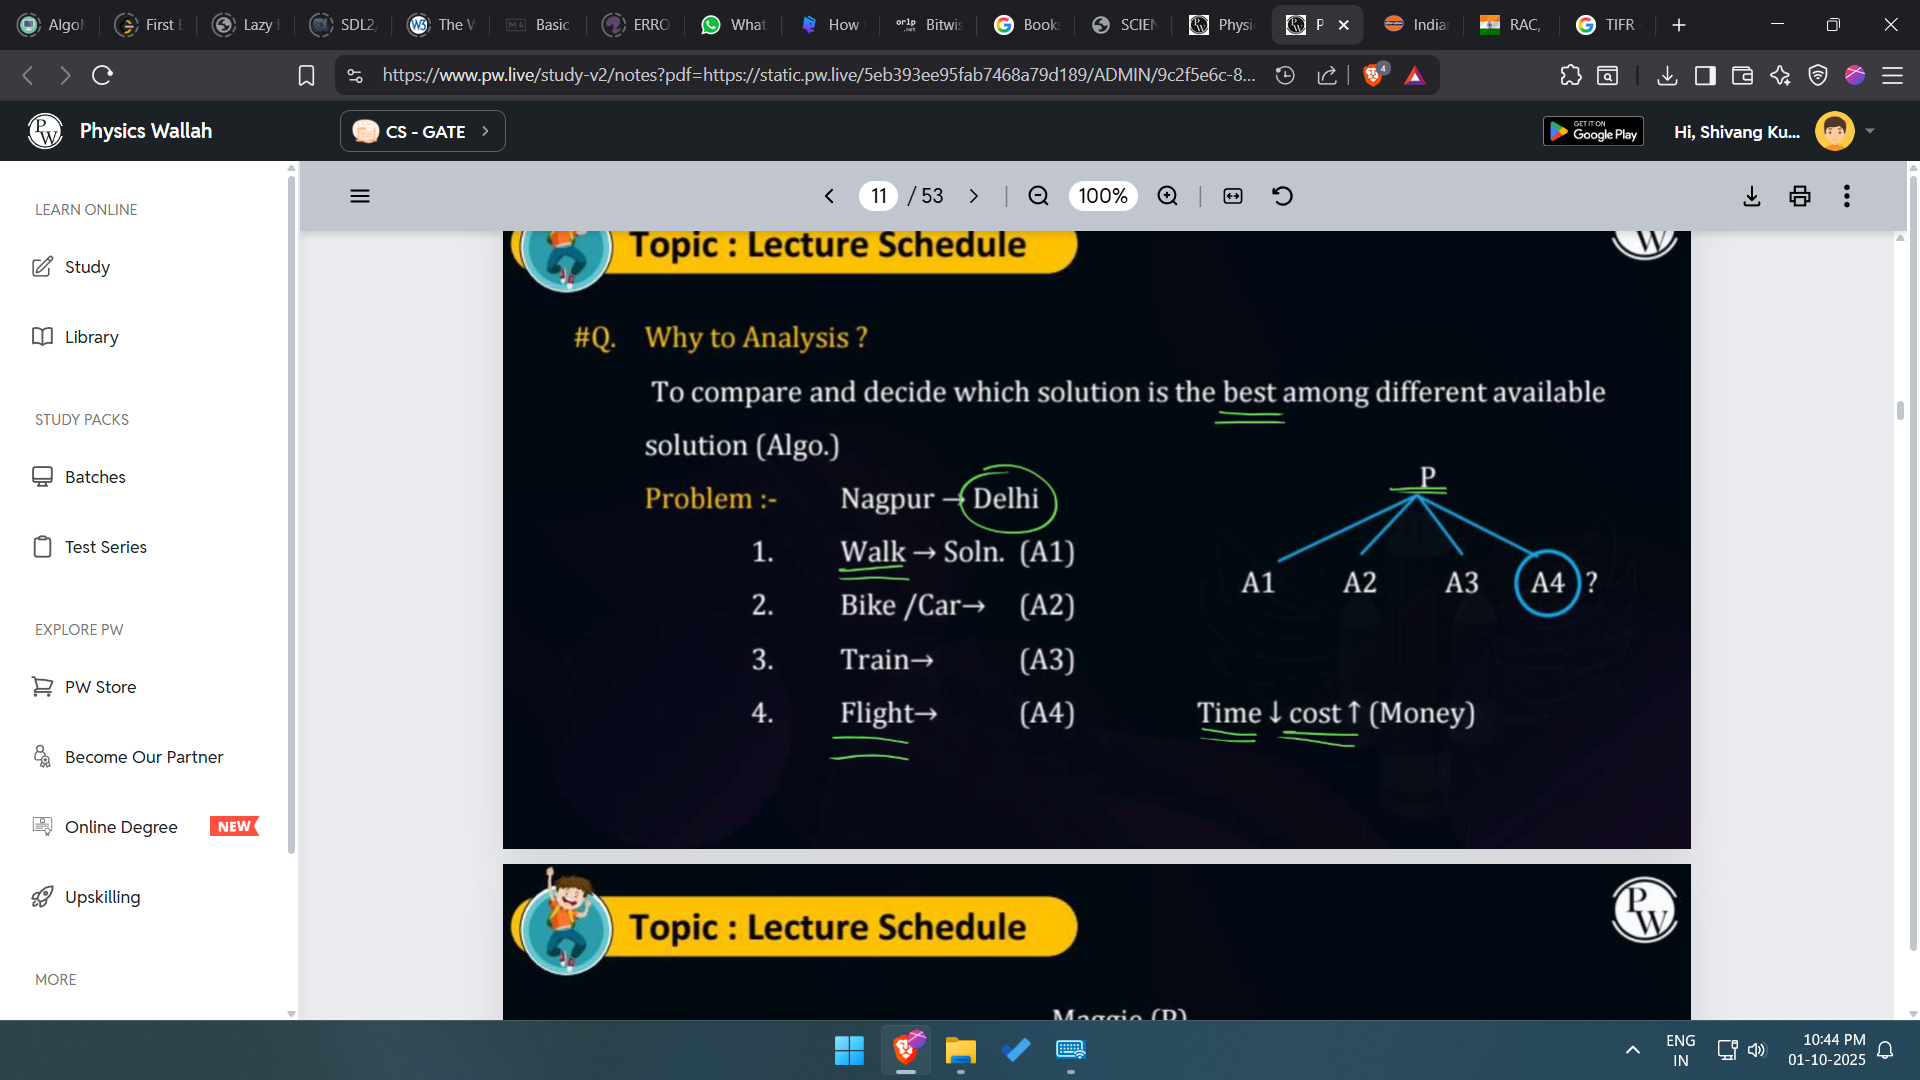 Algo
First
Lazy
SDL2
The W
Basic
ERRO
What
How
Bitwis
Book
SCIEN
Physi
P
India
RAC,
TIFR
https://www.pw.live/study-v2/notes?pdf=https://static.pw.live/5eb393ee95fab7468a79d189/ADMIN/9c2f5e6c-8...
4
Physics Wallah
CS - GATE
GET IT ON
Google Play
Hi, Shivang Ku...
LEARN ONLINE
Study
Library
STUDY PACKS
Batches
Test Series
EXPLORE PW
PW Store
Become Our Partner
Online Degree NEW
Upskilling
MORE
11 / 53
100%
Topic : Lecture Schedule
#Q. Why to Analysis ?
To compare and decide which solution is the best among different available
solution (Algo.)
Problem :- Nagpur → Delhi
1. Walk → Soln. (A1)
2. Bike /Car→ (A2)
3. Train→ (A3)
4. Flight→ (A4)
P
A1 A2 A3 A4 ?
Time ↓ cost ↑ (Money)
Topic : Lecture Schedule
PW
Maggie (P)
ENG
IN
10:44 PM
01-10-2025